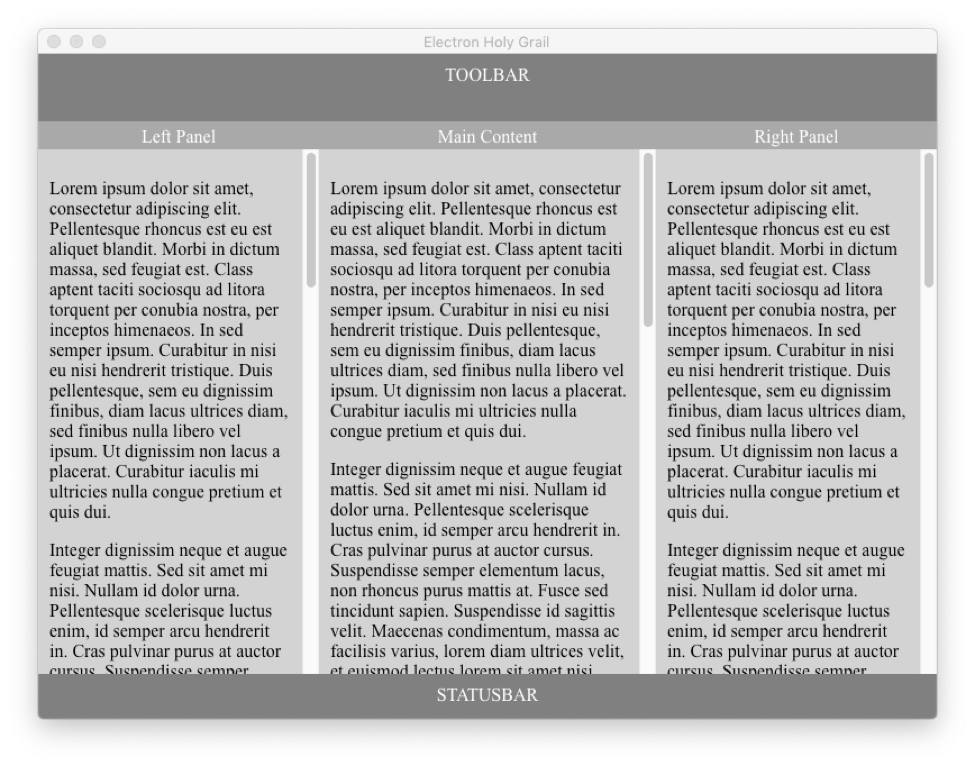 Electron Holy Grail
TOOLBAR
Left Panel
Lorem ipsum dolor sit amet,
consectetur adipiscing elit.
Pellentesque rhoncus est eu est
aliquet blandit. Morbi in dictum
massa, sed feugiat est. Class
aptent taciti sociosqu ad litora
torquent per conubia nostra, per
inceptos himenaeos. In sed
semper ipsum. Curabitur in nisi
eu nisi hendrerit tristique. Duis
pellentesque, sem eu dignissim
finibus, diam lacus ultrices diam,
sed finibus nulla libero vel
ipsum. Ut dignissim non lacus a
placerat. Curabitur iaculis mi
ultricies nulla congue pretium et
quis dui.
Integer dignissim neque et augue
feugiat mattis. Sed sit amet mi
nisi. Nullam id dolor urna.
Pellentesque scelerisque luctus
enim, id semper arcu hendrerit
in. Cras pulvinar purus at auctor
cursus. Suspendisse semper
Main Content
Lorem ipsum dolor sit amet, consectetur
adipiscing elit. Pellentesque rhoncus est
eu est aliquet blandit. Morbi in dictum
massa, sed feugiat est. Class aptent taciti
sociosqu ad litora torquent per conubia
nostra, per inceptos himenaeos. In sed
semper ipsum. Curabitur in nisi eu nisi
hendrerit tristique. Duis pellentesque,
sem eu dignissim finibus, diam lacus
ultrices diam, sed finibus nulla libero vel
ipsum. Ut dignissim non lacus a placerat.
Curabitur iaculis mi ultricies nulla
congue pretium et quis dui.
Integer dignissim neque et augue feugiat
mattis. Sed sit amet mi nisi. Nullam id
dolor urna. Pellentesque scelerisque
luctus enim, id semper arcu hendrerit in.
Cras pulvinar purus at auctor cursus.
Suspendisse semper elementum lacus,
non rhoncus purus mattis at. Fusce sed
tincidunt sapien. Suspendisse id sagittis
velit. Maecenas condimentum, massa ac
facilisis varius, lorem diam ultrices velit,
et euismod lectus lorem sit amet nisi
Right Panel
Lorem ipsum dolor sit amet,
consectetur adipiscing elit.
Pellentesque rhoncus est eu est
aliquet blandit. Morbi in dictum
massa, sed feugiat est. Class
aptent taciti sociosqu ad litora
torquent per conubia nostra, per
inceptos himenaeos. In sed
semper ipsum. Curabitur in nisi
eu nisi hendrerit tristique. Duis
pellentesque, sem eu dignissim
finibus, diam lacus ultrices diam,
sed finibus nulla libero vel
ipsum. Ut dignissim non lacus a
placerat. Curabitur iaculis mi
ultricies nulla congue pretium et
quis dui.
Integer dignissim neque et augue
feugiat mattis. Sed sit amet mi
nisi. Nullam id dolor urna.
Pellentesque scelerisque luctus
enim, id semper arcu hendrerit
in. Cras pulvinar purus at auctor
cursus. Suspendisse semper
STATUSBAR